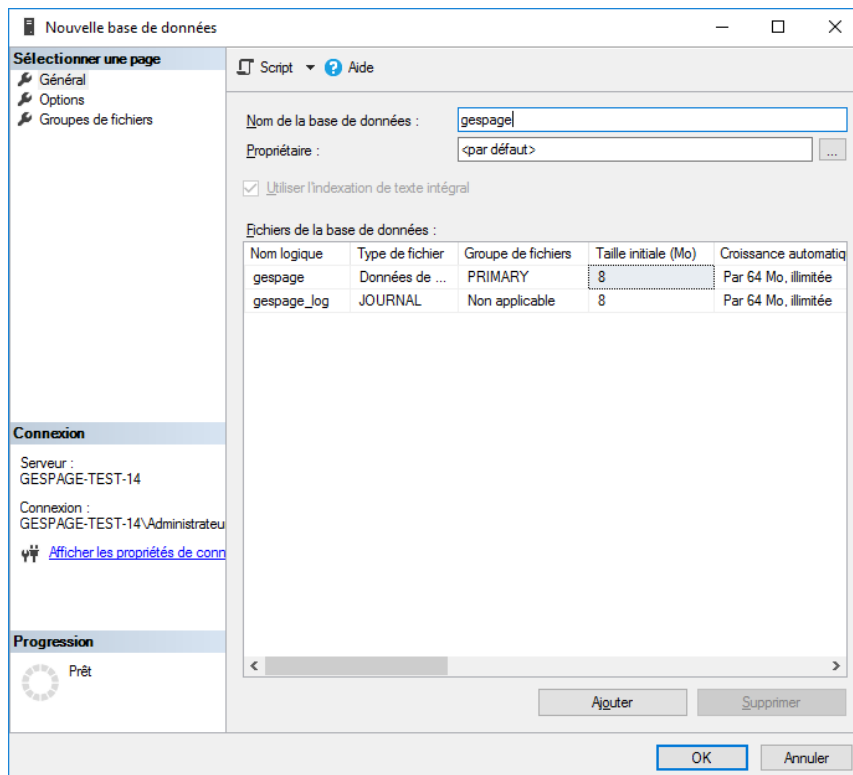 Nouvelle base de données
Sélectionner une page
Général
Options
Groupes de fichiers
Script
Aide
Nom de la base de données :
gespage
Propriétaire :
<par défaut>
...
Utiliser l'indexation de texte intégral
Fichiers de la base de données :
Nom logique Type de fichier Groupe de fichiers Taille initiale (Mo) Croissance automatiq
gespage Données de ... PRIMARY 8 Par 64 Mo, illimitée
gespage_log JOURNAL Non applicable 8 Par 64 Mo, illimitée
Connexion
Serveur :
GESPAGE-TEST-14
Connexion :
GESPAGE-TEST-14\Administrateu
Afficher les propriétés de conn
Progression
Prêt
Ajouter Supprimer
OK Annuler